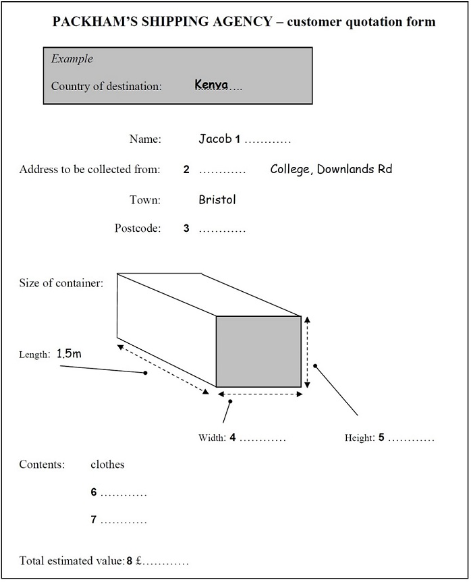 PACKHAM'S SHIPPING AGENCY – customer quotation form
Example
Country of destination: Kenya……….
Name: Jacob 1 …………
Address to be collected from: 2 ………… College, Downlands Rd
Town: Bristol
Postcode: 3 …………
Size of container:
Length: 1.5m
Width: 4 …………
Height: 5 …………
Contents: clothes
6 …………
7 …………
Total estimated value: 8 £…………